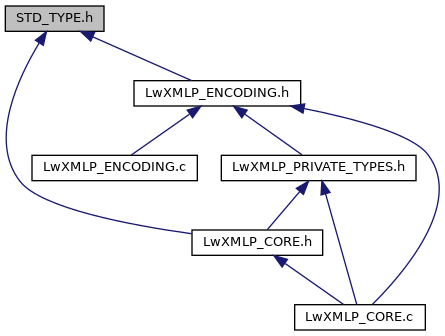 STD_TYPE.h
LwXMLP_ENCODING.h
LwXMLP_ENCODING.c
LwXMLP_PRIVATE_TYPES.h
LwXMLP_CORE.h
LwXMLP_CORE.c